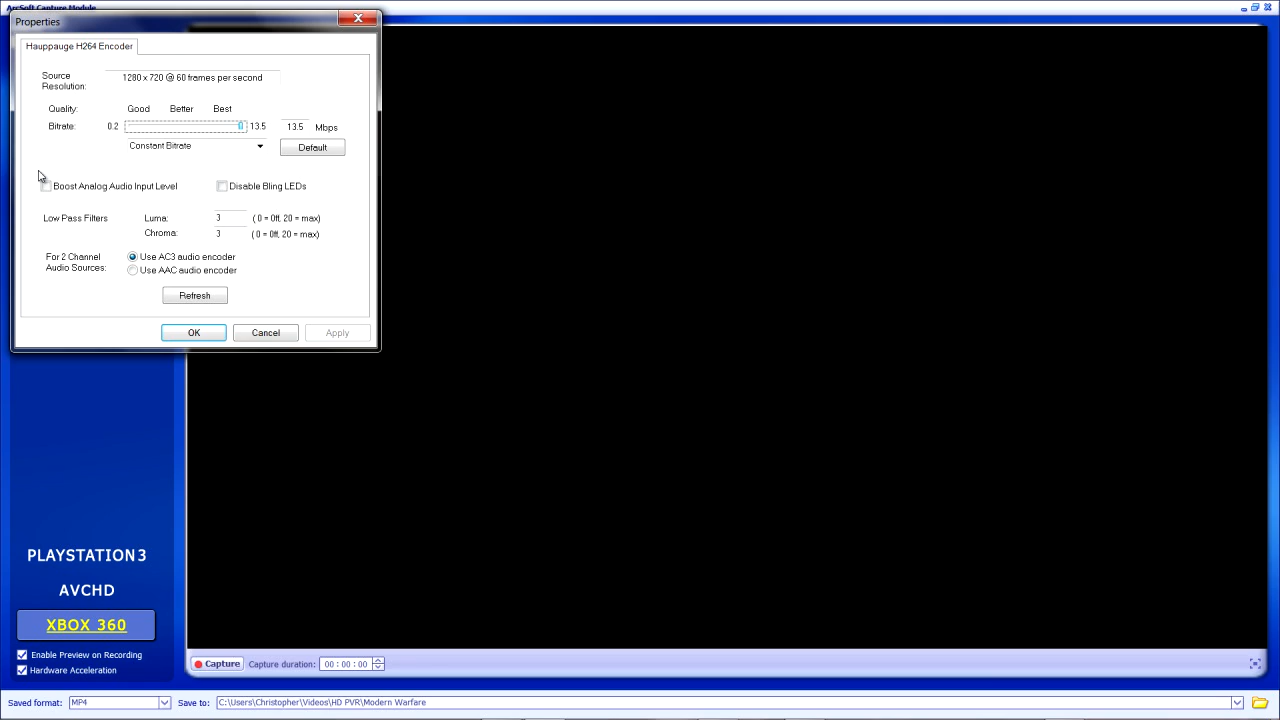 ArcSoft Capture Module
Properties
Hauppauge H264 Encoder
Source Resolution: 1280 x 720 @ 60 frames per second
Quality: Good Better Best
Bitrate: 0.2 13.5 13.5 Mbps
Constant Bitrate Default
Boost Analog Audio Input Level Disable Bling LEDs
Low Pass Filters Luma: 3 ( 0 = 0ff, 20 = max)
Chroma: 3 ( 0 = 0ff, 20 = max)
For 2 Channel Audio Sources: Use AC3 audio encoder
Use AAC audio encoder
Refresh
OK Cancel Apply
PLAYSTATION3
AVCHD
XBOX 360
Enable Preview on Recording
Hardware Acceleration
Capture Capture duration: 00 : 00 : 00
Saved format: MP4 Save to: C:\Users\Christopher\Videos\HD PVR\Modern Warfare